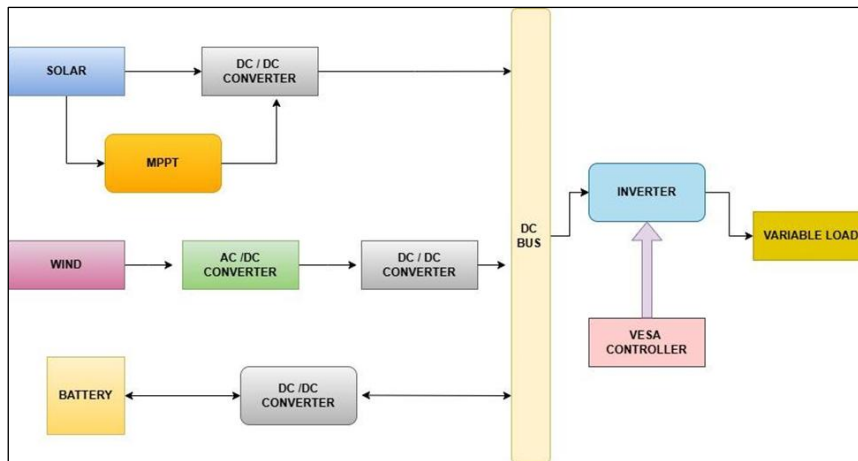 SOLAR
DC / DC
CONVERTER
MPPT
WIND
AC /DC
CONVERTER
DC / DC
CONVERTER
BATTERY
DC /DC
CONVERTER
DC
BUS
INVERTER
VARIABLE LOAD
VESA
CONTROLLER